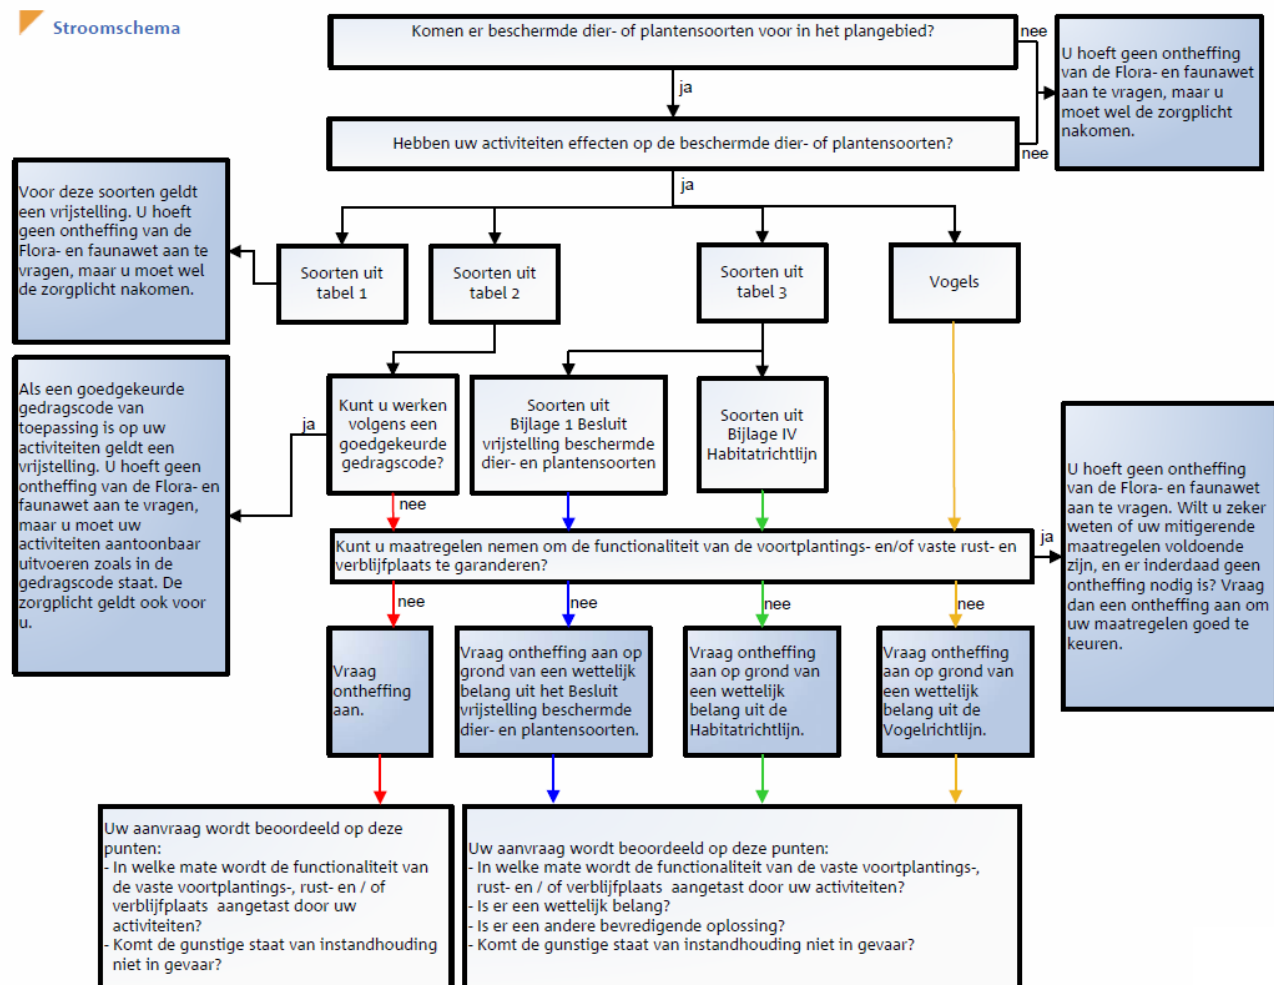 Stroomschema
Komen er beschermde dier- of plantensoorten voor in het plangebied?
nee
U hoeft geen ontheffing
van de Flora- en faunawet
aan te vragen, maar u
moet wel de zorgplicht
nakomen.
ja
Hebben uw activiteiten effecten op de beschermde dier- of plantensoorten?
nee
ja
Voor deze soorten geldt
een vrijstelling. U hoeft
geen ontheffing van de
Flora- en faunawet aan te
vragen, maar u moet wel
de zorgplicht nakomen.
Soorten uit
tabel 1
Soorten uit
tabel 2
Soorten uit
tabel 3
Vogels
Als een goedgekeurde
gedragscode van
toepassing is op uw
activiteiten geldt een
vrijstelling. U hoeft geen
ontheffing van de Flora- en
faunawet aan te vragen,
maar u moet uw
activiteiten aantoonbaar
uitvoeren zoals in de
gedragscode staat. De
zorgplicht geldt ook voor
u.
ja
Kunt u werken
volgens een
goedgekeurde
gedragscode?
Soorten uit
Bijlage 1 Besluit
vrijstelling beschermde
dier- en plantensoorten
Soorten uit
Bijlage IV
Habitatrichtlijn
nee
Kunt u maatregelen nemen om de functionaliteit van de voortplantings- en/of vaste rust- en
verblijfplaats te garanderen?
ja
U hoeft geen ontheffing
van de Flora- en faunawet
aan te vragen. Wilt u zeker
weten of uw mitigerende
maatregelen voldoende
zijn, en er inderdaad geen
ontheffing nodig is? Vraag
dan een ontheffing aan om
uw maatregelen goed te
keuren.
nee
nee
nee
nee
Vraag
ontheffing
aan.
Vraag ontheffing aan op
grond van een wettelijk
belang uit het Besluit
vrijstelling beschermde
dier- en plantensoorten.
Vraag ontheffing
aan op grond van
een wettelijk
belang uit de
Habitatrichtlijn.
Vraag ontheffing
aan op grond van
een wettelijk
belang uit de
Vogelrichtlijn.
Uw aanvraag wordt beoordeeld op deze
punten:
- In welke mate wordt de functionaliteit van
de vaste voortplantings-, rust- en / of
verblijfplaats aangetast door uw
activiteiten?
- Komt de gunstige staat van instandhouding
niet in gevaar?
Uw aanvraag wordt beoordeeld op deze punten:
- In welke mate wordt de functionaliteit van de vaste voortplantings-,
rust- en / of verblijfplaats aangetast door uw activiteiten?
- Is er een wettelijk belang?
- Is er een andere bevredigende oplossing?
- Komt de gunstige staat van instandhouding niet in gevaar?